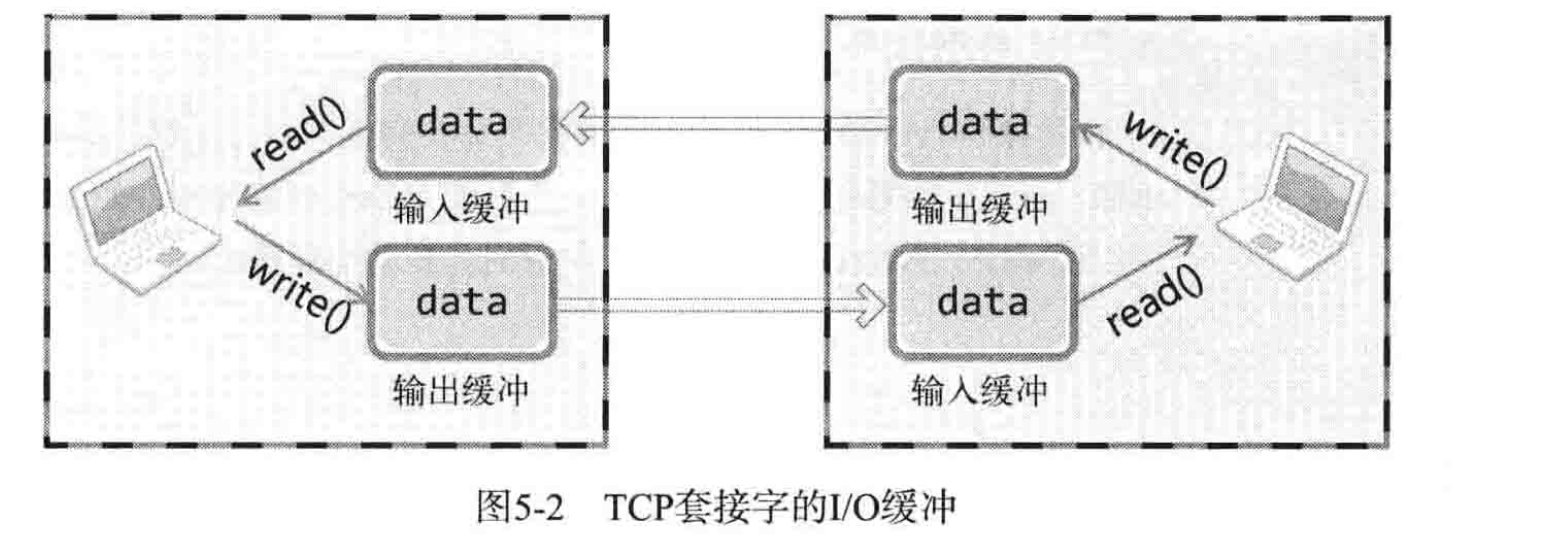 data
data
read()
write()
输入缓冲
输出缓冲
write()
data
data
read()
输出缓冲
输入缓冲
图5-2 TCP套接字的I/O缓冲